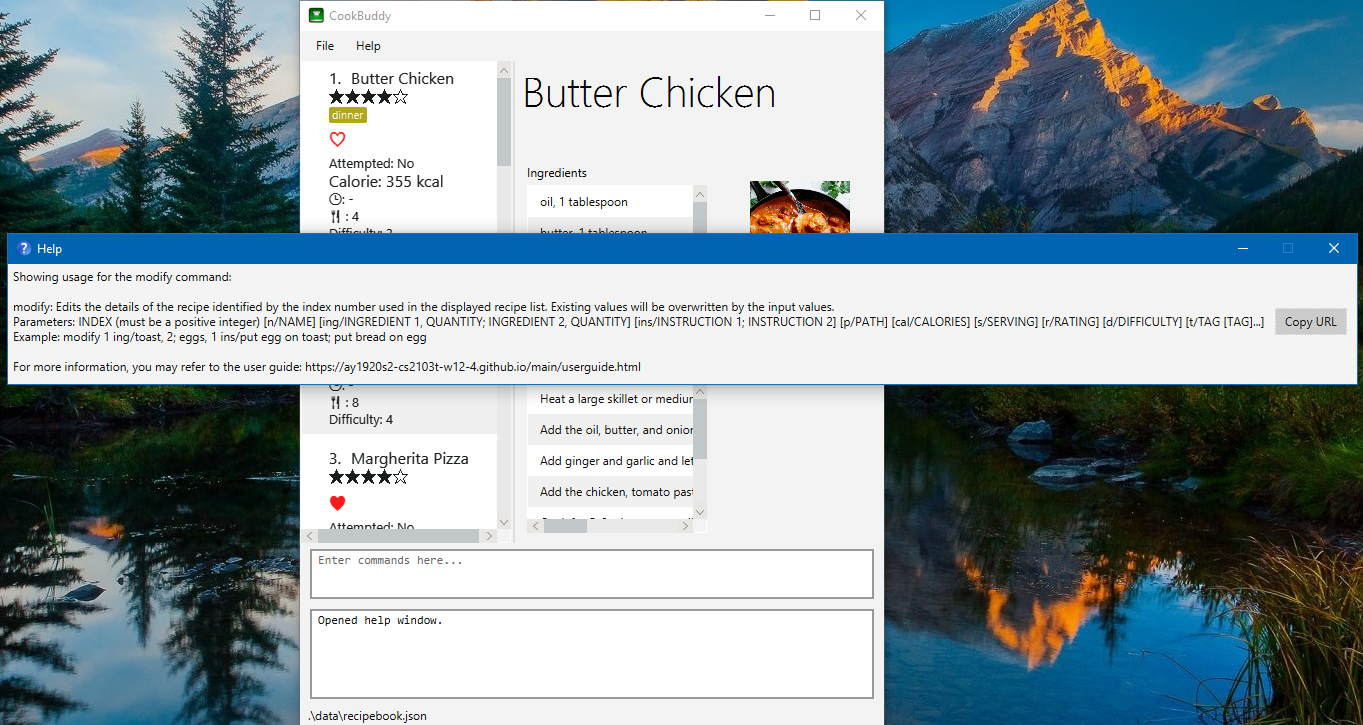 CookBuddy
File Help
1. Butter Chicken
dinner
Attempted: No
Calorie: 355 kcal
: -
: 4
Difficulty: 2
Butter Chicken
Ingredients
oil, 1 tablespoon
butter, 1 tablespoon
Help
Showing usage for the modify command:
modify: Edits the details of the recipe identified by the index number used in the displayed recipe list. Existing values will be overwritten by the input values.
Parameters: INDEX (must be a positive integer) [n/NAME] [ing/INGREDIENT 1, QUANTITY; INGREDIENT 2, QUANTITY] [ins/INSTRUCTION 1; INSTRUCTION 2] [p/PATH] [cal/CALORIES] [s/SERVING] [r/RATING] [d/DIFFICULTY] [t/TAG [TAG]...]
Example: modify 1 ing/toast, 2; eggs, 1 ins/put egg on toast; put bread on egg
For more information, you may refer to the user guide: https://ay1920s2-cs2103t-w12-4.github.io/main/userguide.html
Copy URL
: 8
Difficulty: 4
3. Margherita Pizza
Attempted: No
Heat a large skillet or medium
Add the oil, butter, and onion
Add ginger and garlic and let
Add the chicken, tomato past
Enter commands here...
Opened help window.
.\data\recipebook.json